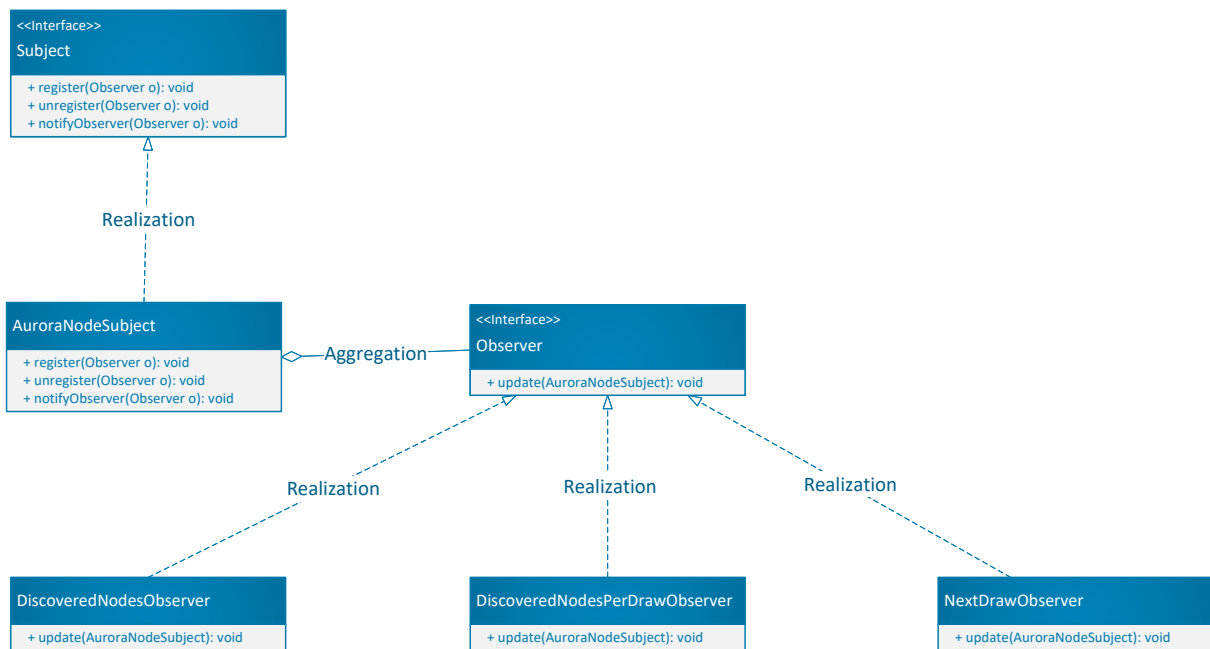 <<Interface>>
Subject
+ register(Observer o): void
+ unregister(Observer o): void
+ notifyObserver(Observer o): void
Realization
AuroraNodeSubject
+ register(Observer o): void
+ unregister(Observer o): void
+ notifyObserver(Observer o): void
Aggregation
<<Interface>>
Observer
+ update(AuroraNodeSubject): void
Realization
Realization
Realization
DiscoveredNodesObserver
+ update(AuroraNodeSubject): void
DiscoveredNodesPerDrawObserver
+ update(AuroraNodeSubject): void
NextDrawObserver
+ update(AuroraNodeSubject): void